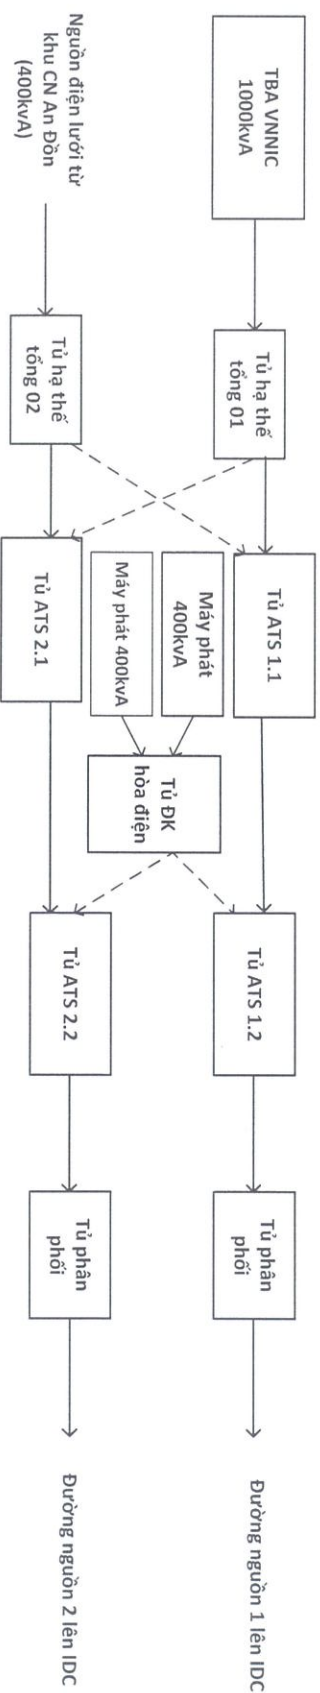 TBA VNNIC
1000kvA
Tủ hạ thế
tổng 01
Tủ ATS 1.1
Tủ ATS 1.2
Tủ phân
phối
Đường nguồn 1 lên IDC
Máy phát
400kvA
Máy phát 400kvA
Tủ ĐK
hòa điện
Nguồn điện lưới từ
khu CN An Đồn
(400kvA)
Tủ hạ thế
tổng 02
Tủ ATS 2.1
Tủ ATS 2.2
Tủ phân
phối
Đường nguồn 2 lên IDC